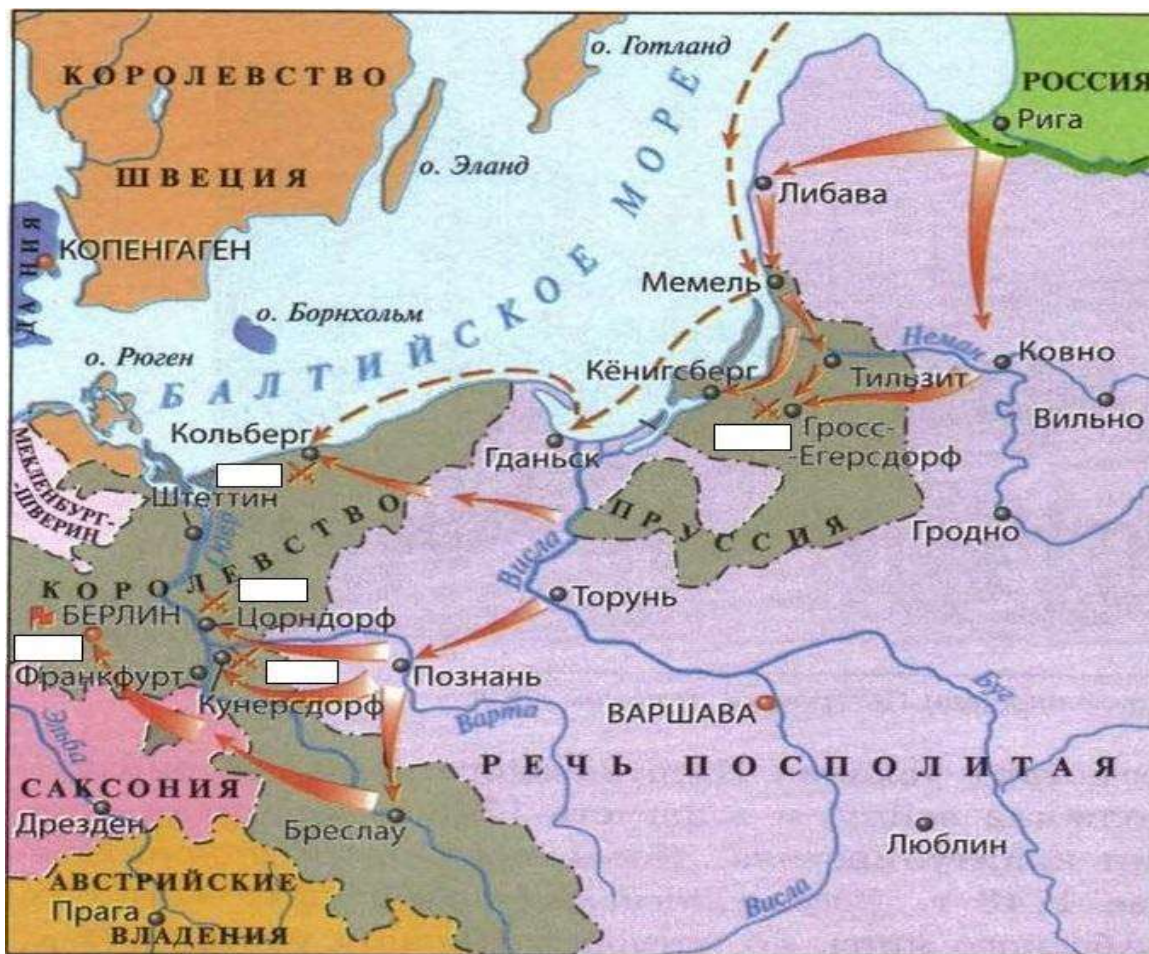 о. Готланд
КОРОЛЕВСТВО
ШВЕЦИЯ
о. Эланд
РОССИЯ
Рига
Либава
ДАНИЯ
КОПЕНГАГЕН
БАЛТИЙСКОЕ МОРЕ
о. Борнхольм
о. Рюген
Мемель
Неман
Ковно
Кёнигсберг
Тильзит
Вильно
Кольберг
Гданьск
Гросс-
-Егерсдорф
МЕКЛЕНБУРГ-
-ШВЕРИН
Штеттин
Одер
Гродно
КОРОЛЕВСТВО
ПРУССИЯ
Висла
Торунь
БЕРЛИН
Цорндорф
Франкфурт
Кунерсдорф
Познань
Варта
ВАРШАВА
Буг
Эльба
РЕЧЬ ПОСПОЛИТАЯ
САКСОНИЯ
Дрезден
Бреслау
Люблин
АВСТРИЙСКИЕ
Прага
ВЛАДЕНИЯ
Висла